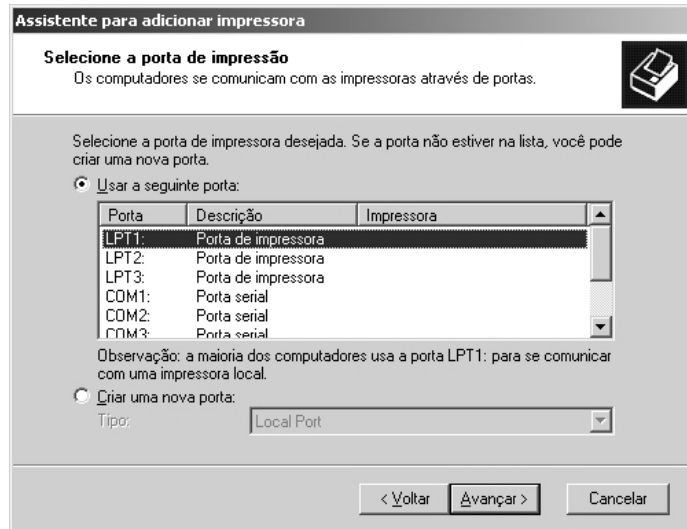 Assistente para adicionar impressora
Selecione a porta de impressão
Os computadores se comunicam com as impressoras através de portas.
Selecione a porta de impressora desejada. Se a porta não estiver na lista, você pode
criar uma nova porta.
Usar a seguinte porta:
Porta Descrição Impressora
LPT1: Porta de impressora
LPT2: Porta de impressora
LPT3: Porta de impressora
COM1: Porta serial
COM2: Porta serial
COM3: Porta serial
Observação: a maioria dos computadores usa a porta LPT1: para se comunicar
com uma impressora local.
Criar uma nova porta:
Tipo: Local Port
< Voltar Avançar > Cancelar